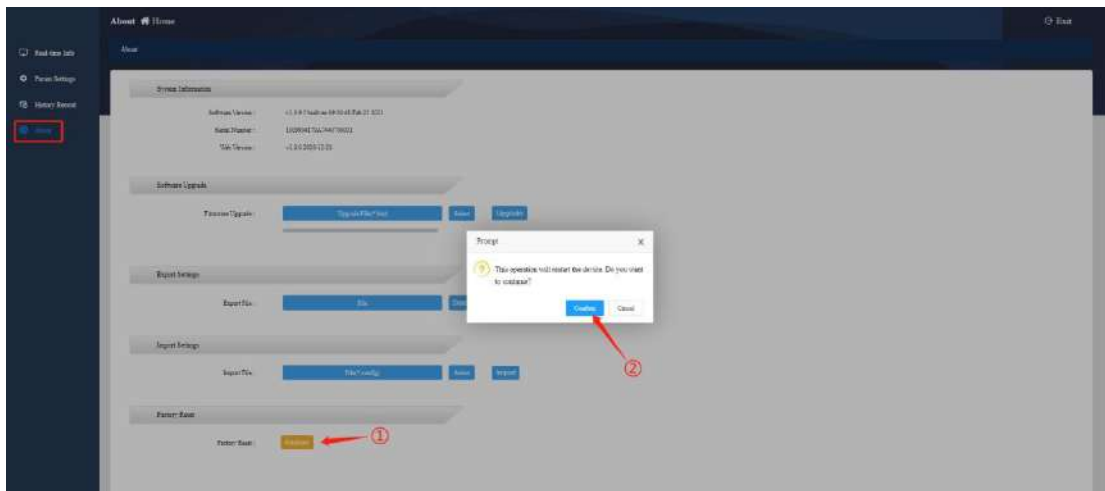 About Home
Exit
Real-time Info
Param Settings
History Record
About
About
System Information
Software Version :
Serial Number :
Web Version :
Software Upgrade
Firmware Upgrade :
Select
Upgrade
Prompt
X
?
This operation will restart the device. Do you want
to continue?
Confirm
Cancel
②
Export Settings
Export File :
File
Import Settings
Import File :
File(*.config)
Select
Import
Factory Reset
Factory Reset :
①